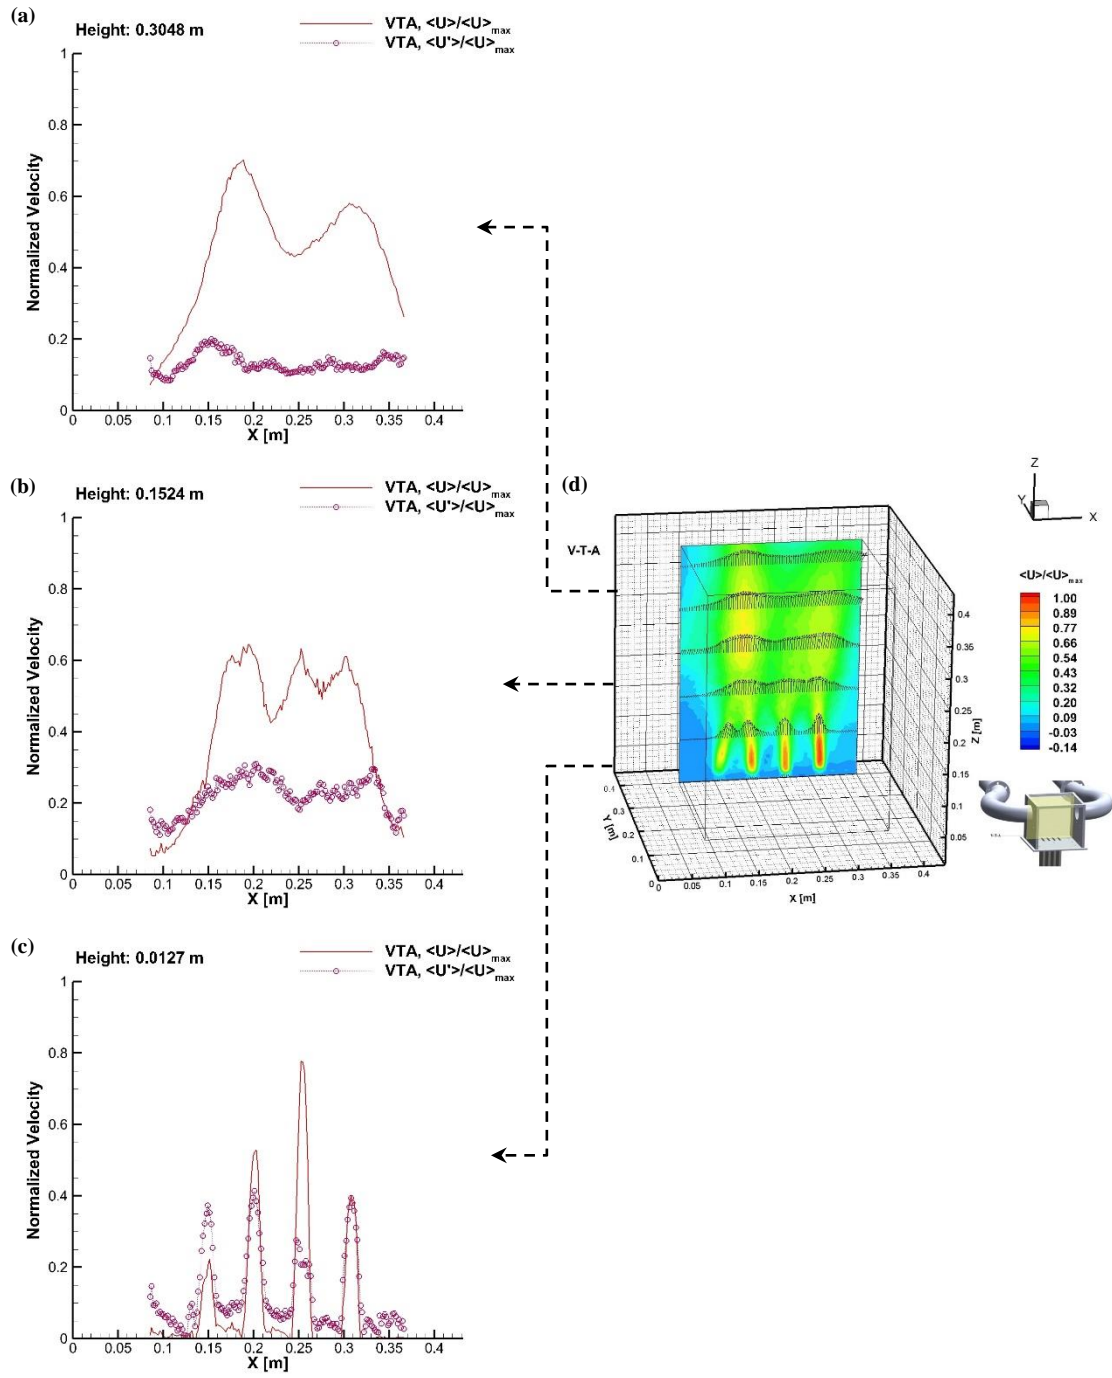 (a)
Height: 0.3048 m
VTA, <U>/<U>max
VTA, <U'>/<U>max
1
0.8
0.6
0.4
0.2
0
Normalized Velocity
0 0.05 0.1 0.15 0.2 0.25 0.3 0.35 0.4
X [m]
(b)
Height: 0.1524 m
VTA, <U>/<U>max
VTA, <U'>/<U>max
1
0.8
0.6
0.4
0.2
0
Normalized Velocity
0 0.05 0.1 0.15 0.2 0.25 0.3 0.35 0.4
X [m]
(c)
Height: 0.0127 m
VTA, <U>/<U>max
VTA, <U'>/<U>max
1
0.8
0.6
0.4
0.2
0
Normalized Velocity
0 0.05 0.1 0.15 0.2 0.25 0.3 0.35 0.4
X [m]
(d)
V-T-A
Z
Y
X
<U>/<U>max
1.00
0.89
0.77
0.66
0.54
0.43
0.32
0.20
0.09
-0.03
-0.14
0.4
0.35
0.3
0.25
0.2
0.15
0.1
0.05
Z [m]
0.4
0.3
0.2
0.1
0
Y [m]
0 0.05 0.1 0.15 0.2 0.25 0.3 0.35 0.4
X [m]